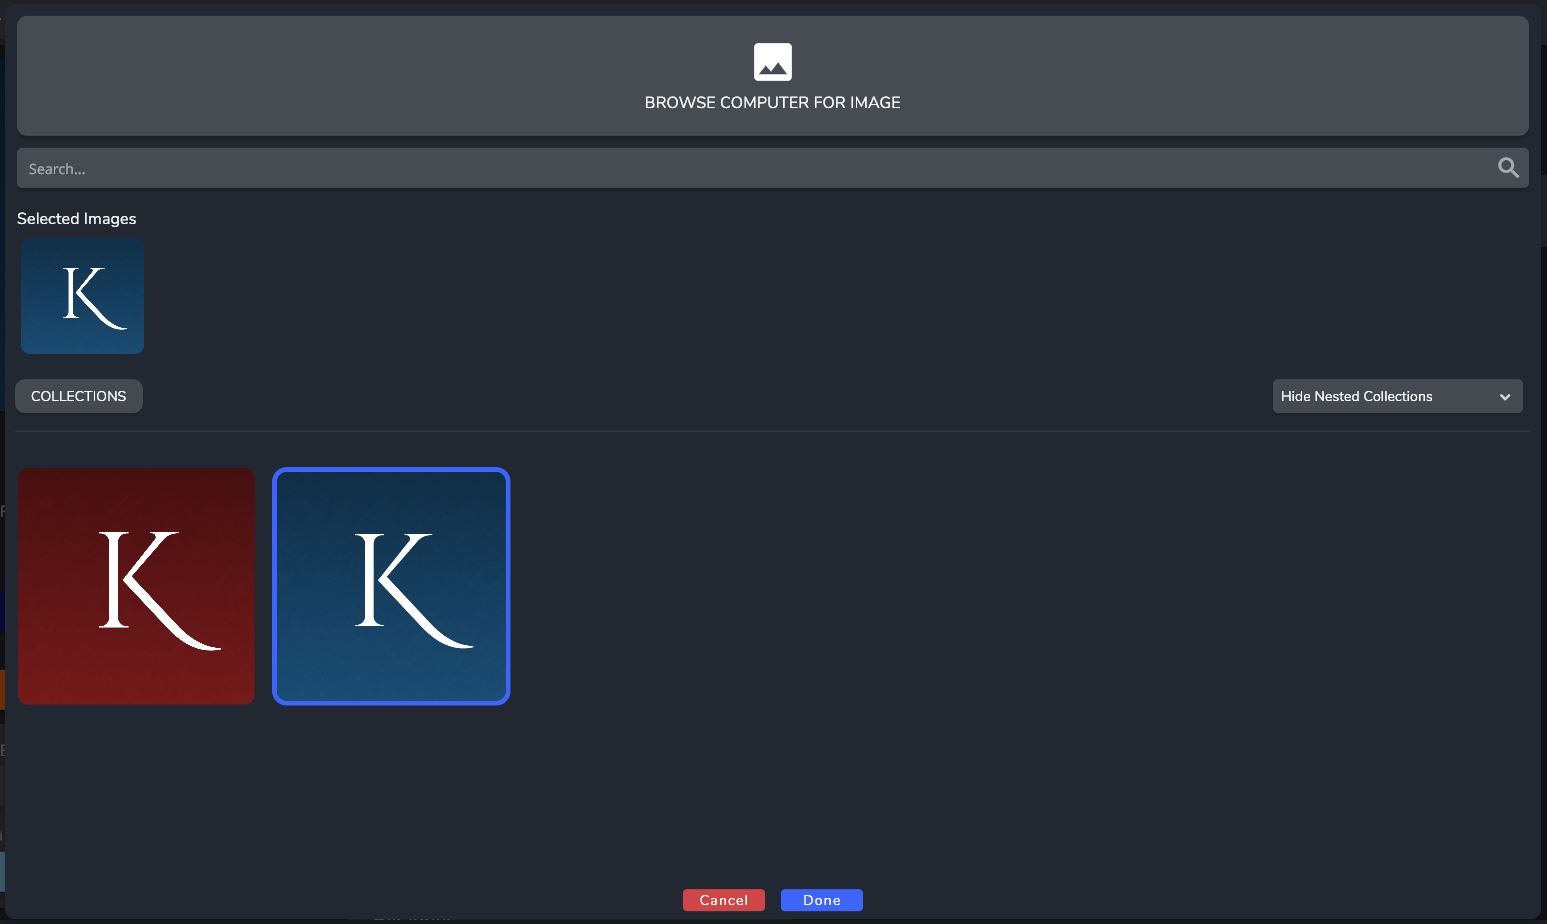 BROWSE COMPUTER FOR IMAGE
Search...
Selected Images
K
COLLECTIONS
Hide Nested Collections
K
K
Cancel
Done